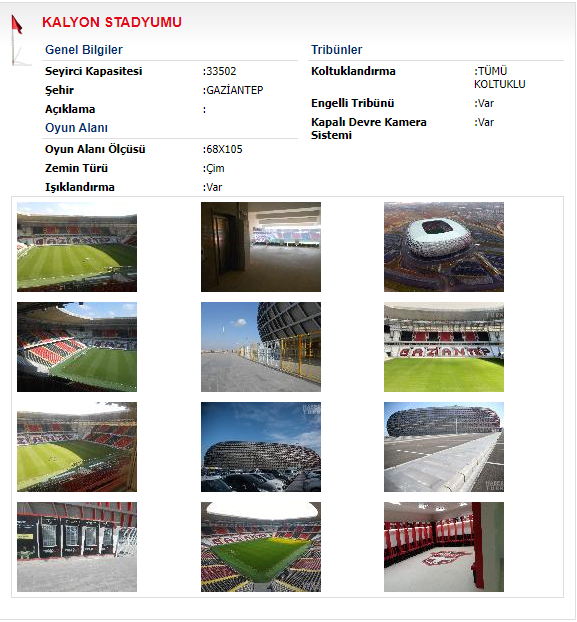 KALYON STADYUMU
Genel Bilgiler
Seyirci Kapasitesi :33502
Şehir :GAZİANTEP
Açıklama :
Oyun Alanı
Oyun Alanı Ölçüsü :68X105
Zemin Türü :Çim
Işıklandırma :Var
Tribünler
Koltuklandırma :TÜMÜ
KOLTUKLU
Engelli Tribünü :Var
Kapalı Devre Kamera :Var
Sistemi
GAZİANTEP